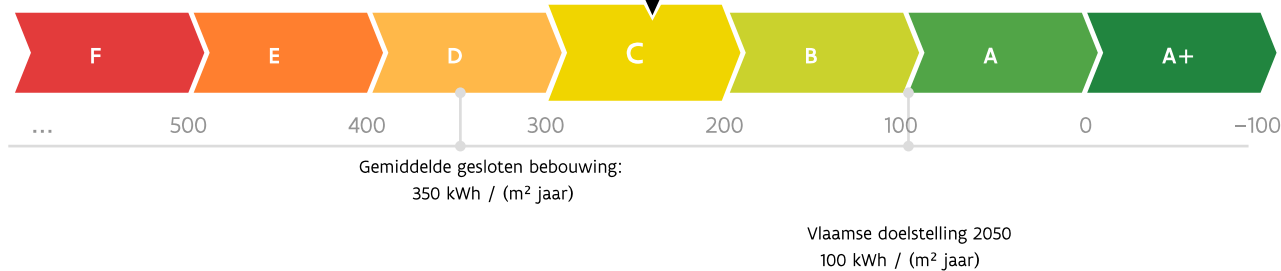 F E D C B A A+
... 500 400 300 200 100 0 –100
Gemiddelde gesloten bebouwing:
350 kWh / (m² jaar)
Vlaamse doelstelling 2050
100 kWh / (m² jaar)